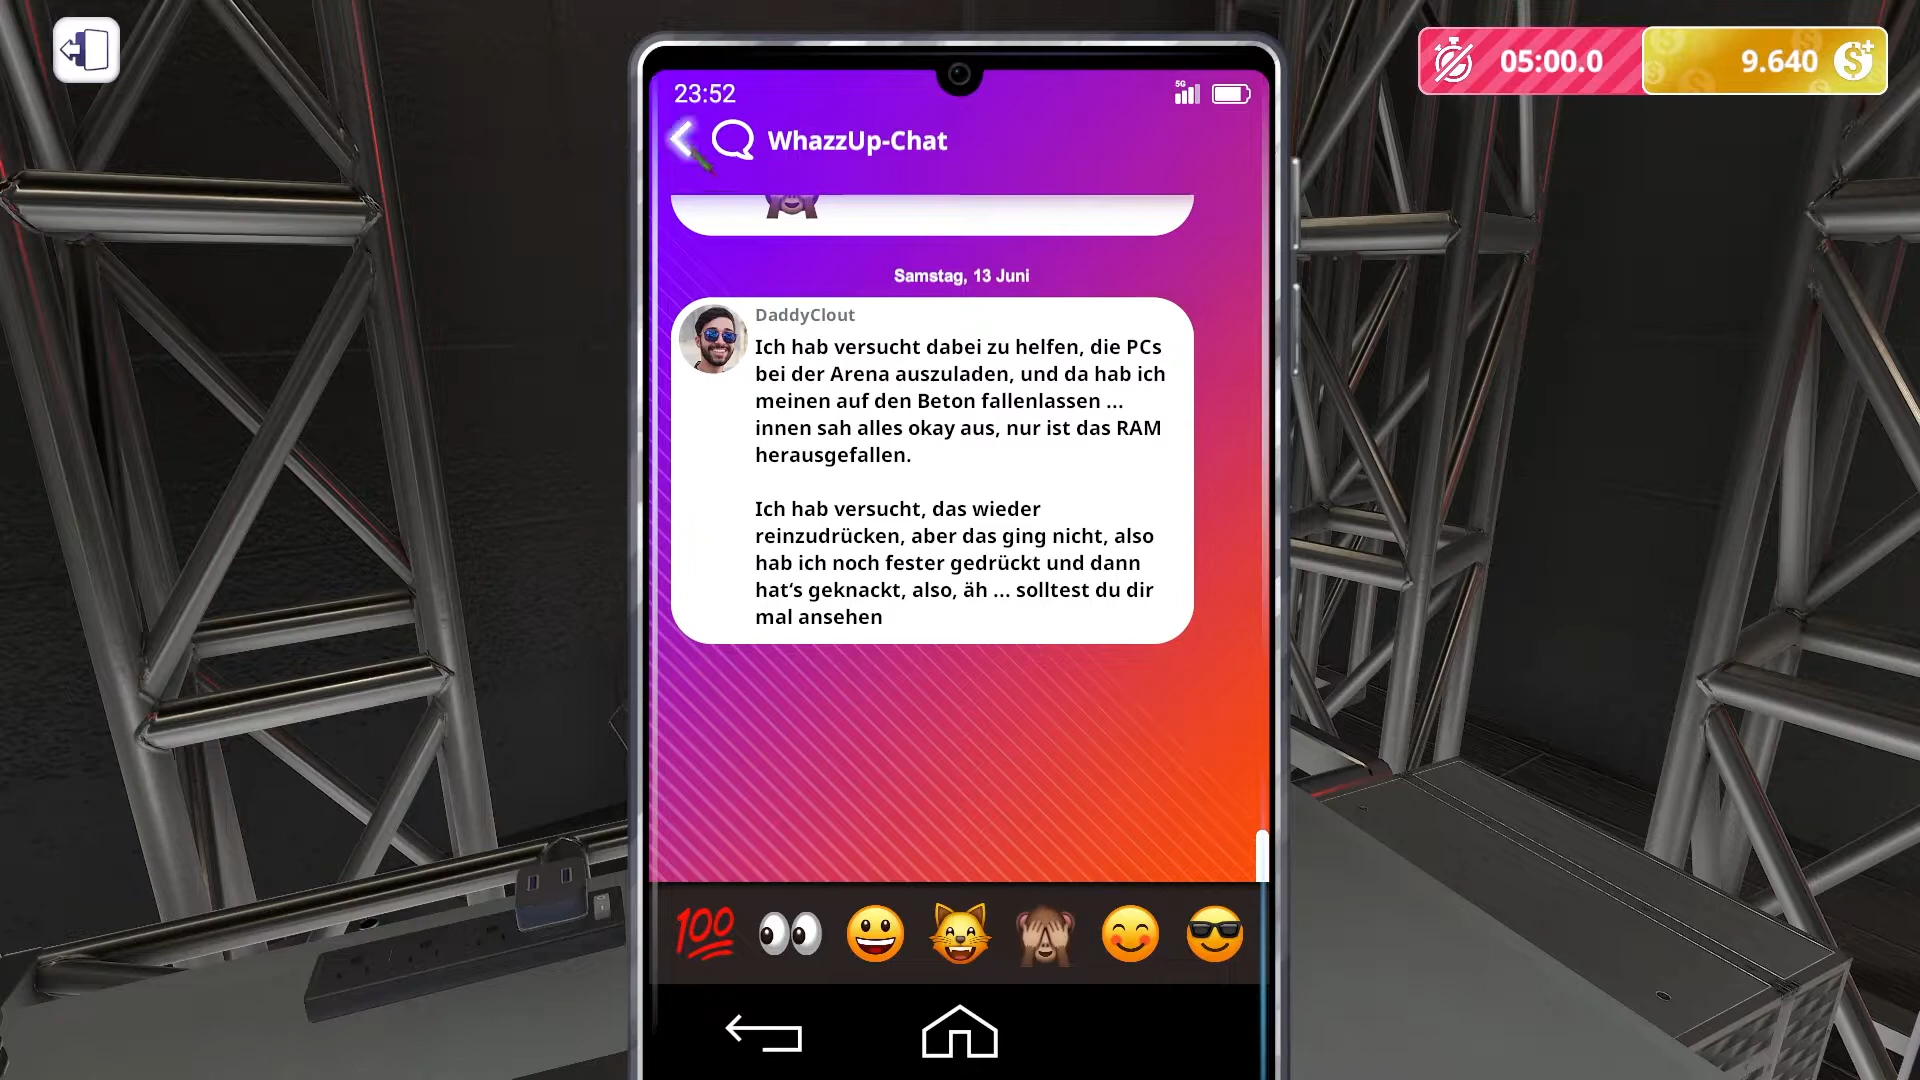 05:00.0
9.640
23:52
5G
WhazzUp-Chat
Samstag, 13 Juni
DaddyClout
Ich hab versucht dabei zu helfen, die PCs
bei der Arena auszuladen, und da hab ich
meinen auf den Beton fallenlassen ...
innen sah alles okay aus, nur ist das RAM
herausgefallen.
Ich hab versucht, das wieder
reinzudrücken, aber das ging nicht, also
hab ich noch fester gedrückt und dann
hat‘s geknackt, also, äh ... solltest du dir
mal ansehen
100